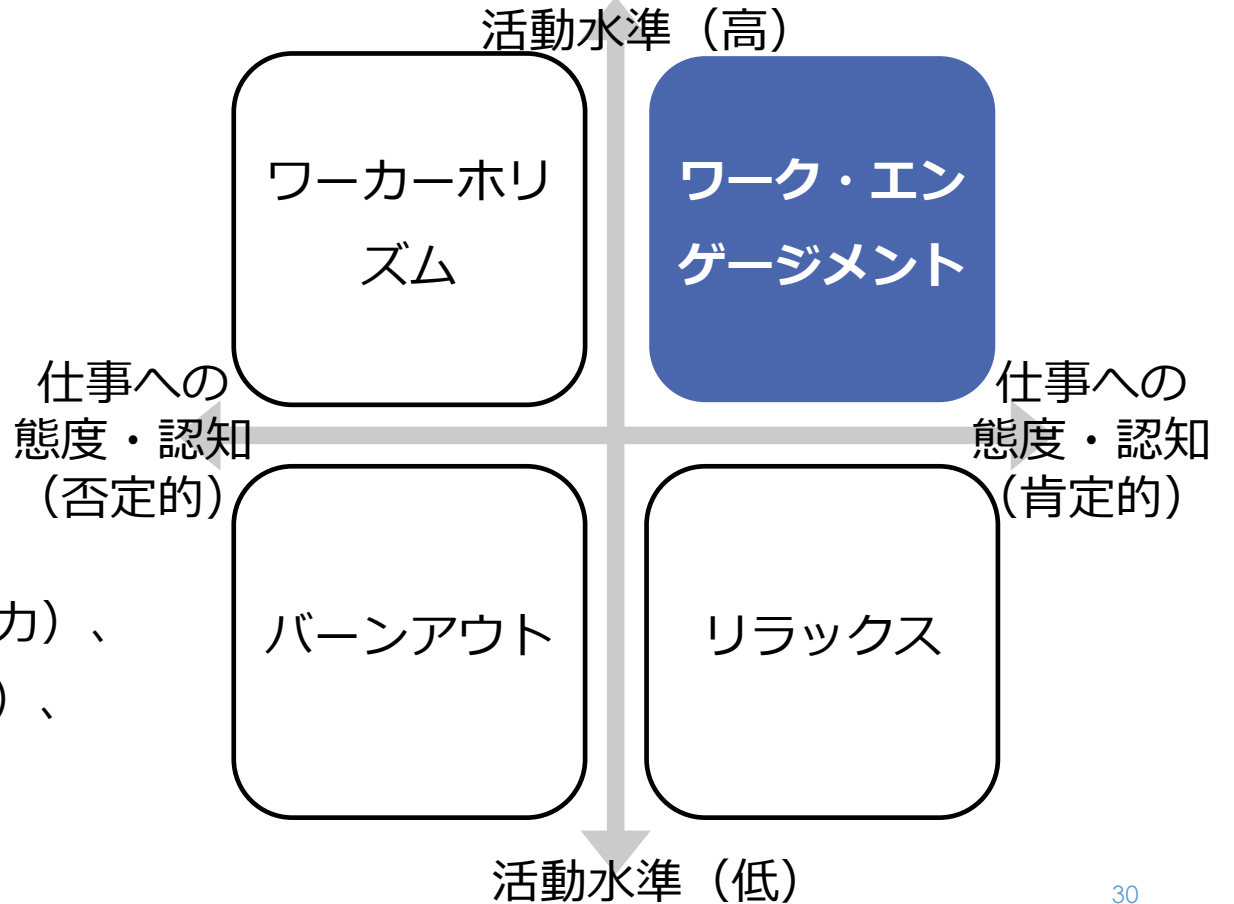 活動水準（高）
ワーカーホリ
ズム
ワーク・エン
ゲージメント
仕事への
態度・認知
（否定的）
仕事への
態度・認知
（肯定的）
力）、
）、
バーンアウト
リラックス
活動水準（低）
30